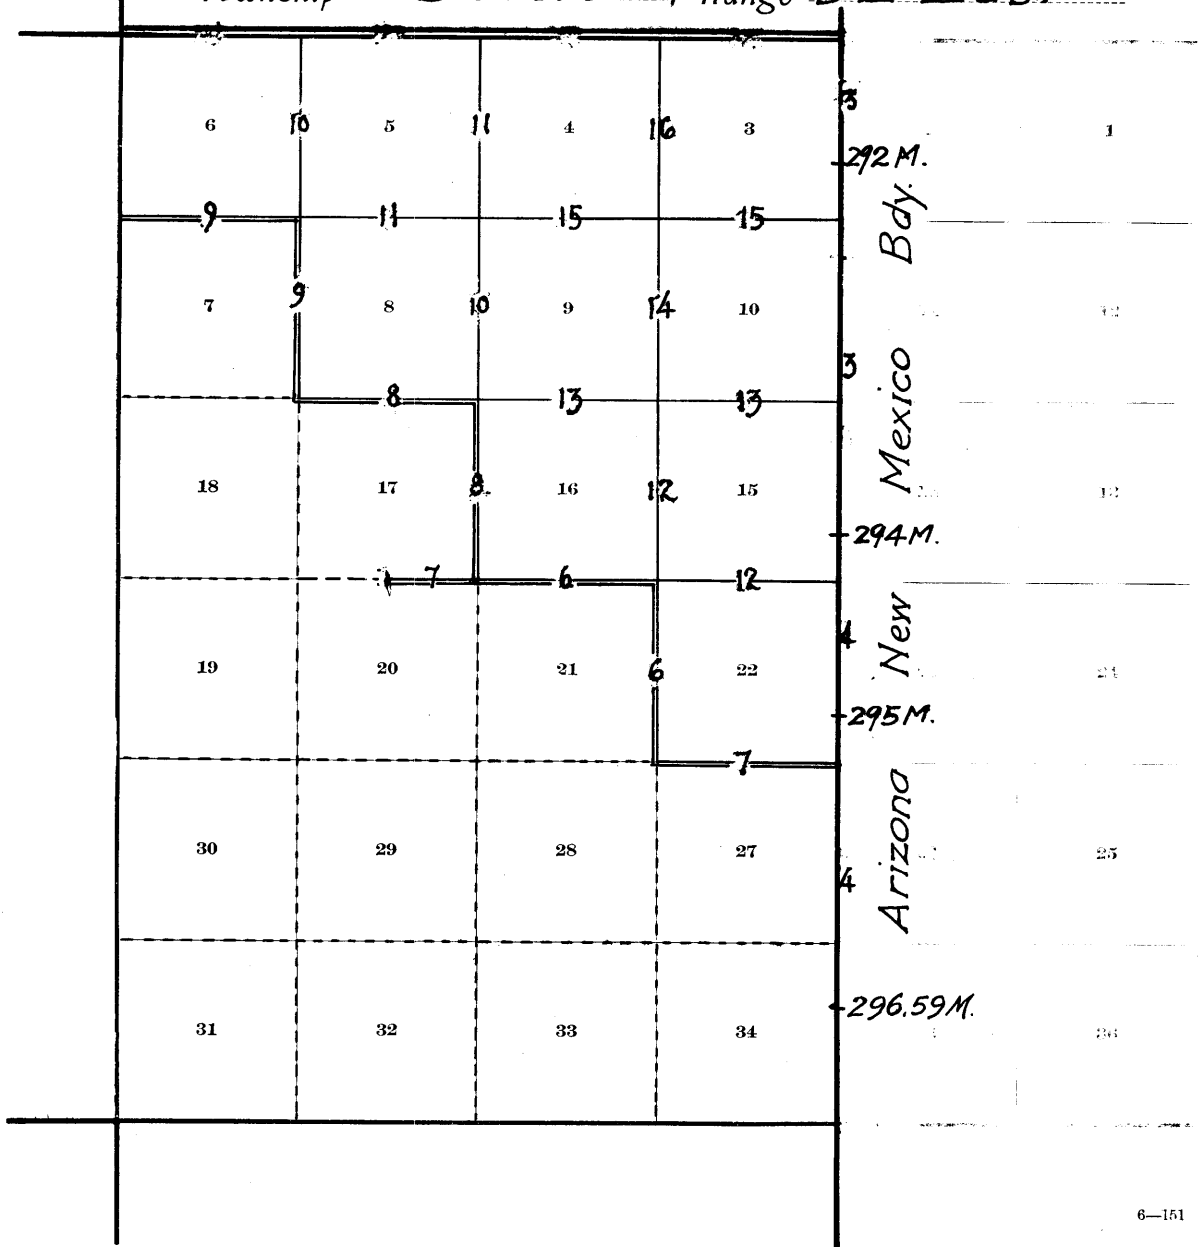 Township
Range
3
6 10 5 11 4 16 3 1
292 M.
9 11 15 15
7 9 8 10 9 14 10
3
8 13 13
18 17 8 16 12 15
294 M.
7 6 12
4
19 20 21 6 22
295 M.
7
30 29 28 27 25
4
296.59 M.
31 32 33 34 36
Arizona New Mexico Bdy.
6—151